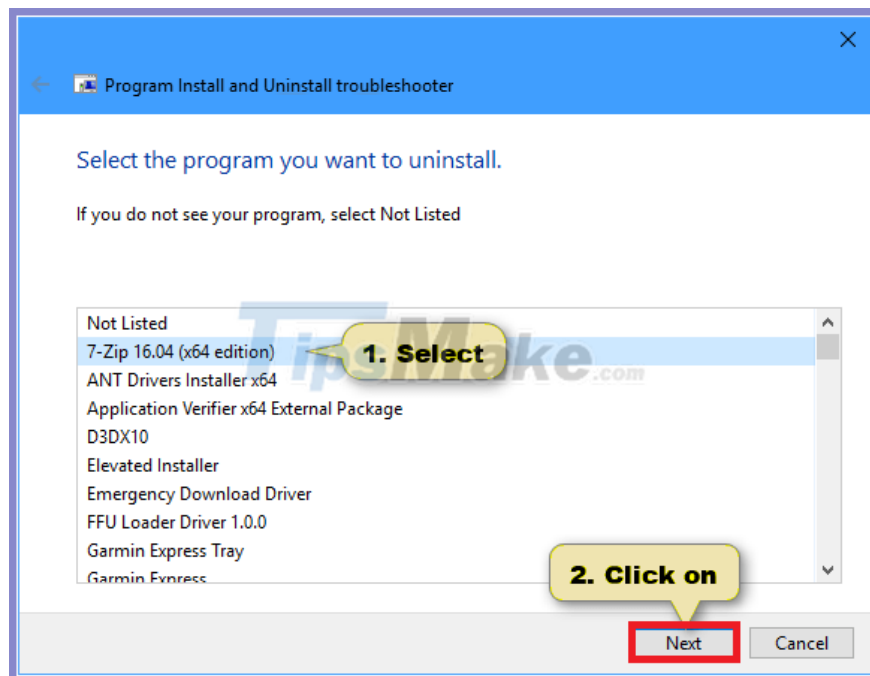 Program Install and Uninstall troubleshooter
Select the program you want to uninstall.
If you do not see your program, select Not Listed
Not Listed
7-Zip 16.04 (x64 edition)
1. Select
TipsMake.com
ANT Drivers Installer x64
Application Verifier x64 External Package
D3DX10
Elevated Installer
Emergency Download Driver
FFU Loader Driver 1.0.0
Garmin Express Tray
Garmin Express
2. Click on
Next
Cancel